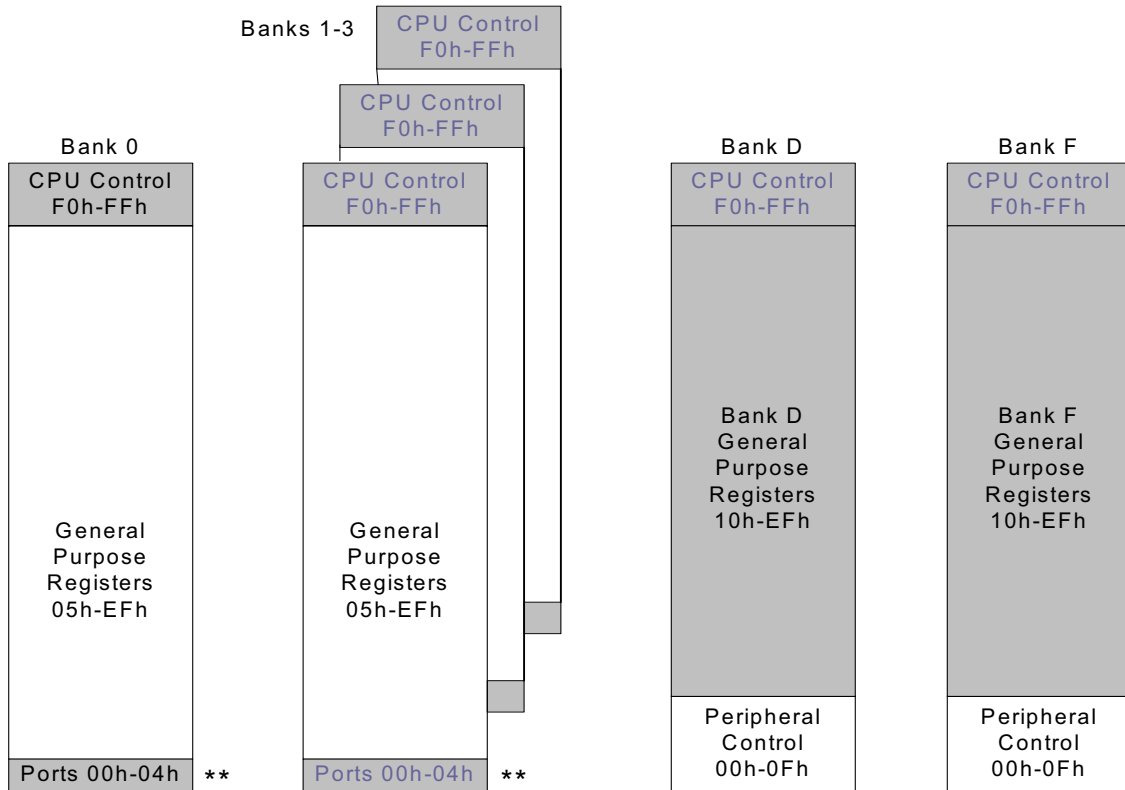 Banks 1-3
CPU Control
F0h-FFh
CPU Control
F0h-FFh
Bank 0
CPU Control
F0h-FFh
General
Purpose
Registers
05h-EFh
Ports 00h-04h **
CPU Control
F0h-FFh
General
Purpose
Registers
05h-EFh
Ports 00h-04h **
Bank D
CPU Control
F0h-FFh
Bank D
General
Purpose
Registers
10h-EFh
Peripheral
Control
00h-0Fh
Bank F
CPU Control
F0h-FFh
Bank F
General
Purpose
Registers
10h-EFh
Peripheral
Control
00h-0Fh